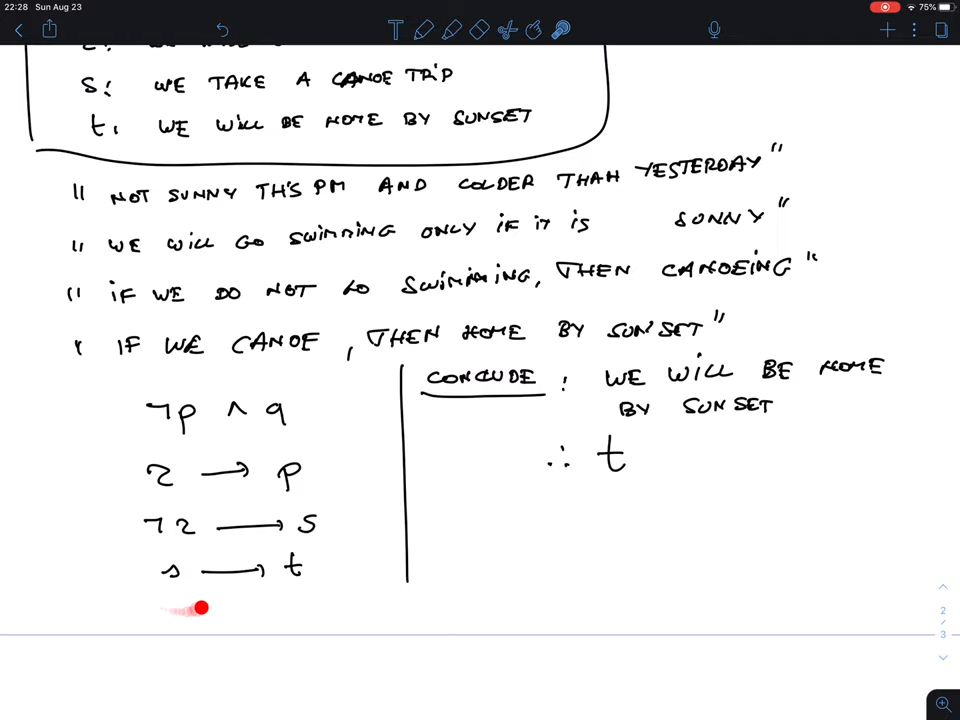 22:28 Sun Aug 23
75%
S: WE TAKE A CANOE TRIP
t: WE WILL BE HOME BY SUNSET
" NOT SUNNY THIS PM AND COLDER THAN YESTERDAY "
" WE WILL GO SWIMMING ONLY IF IT IS SUNNY "
" IF WE DO NOT GO SWIMMING, THEN CANOEING "
" IF WE CANOE, THEN HOME BY SUNSET "
CONCLUDE : WE WILL BE HOME
BY SUNSET
∴ t
¬p ∧ q
r → p
¬r → s
s → t
2
/
3